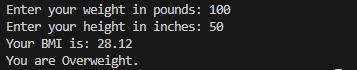 Enter your weight in pounds: 100
Enter your height in inches: 50
Your BMI is: 28.12
You are Overweight.